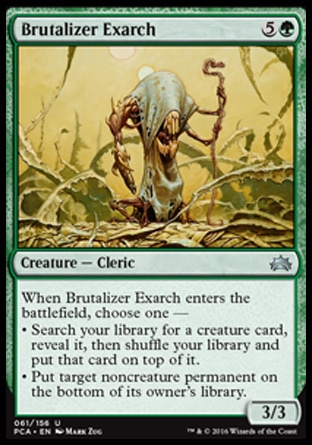 Brutalizer Exarch 5
Creature — Cleric
When Brutalizer Exarch enters the
battlefield, choose one —
• Search your library for a creature card,
reveal it, then shuffle your library and
put that card on top of it.
• Put target noncreature permanent on
the bottom of its owner's library.
3/3
061/156 U
PCA • EN Mark Zug
™ & © 2016 Wizards of the Coast